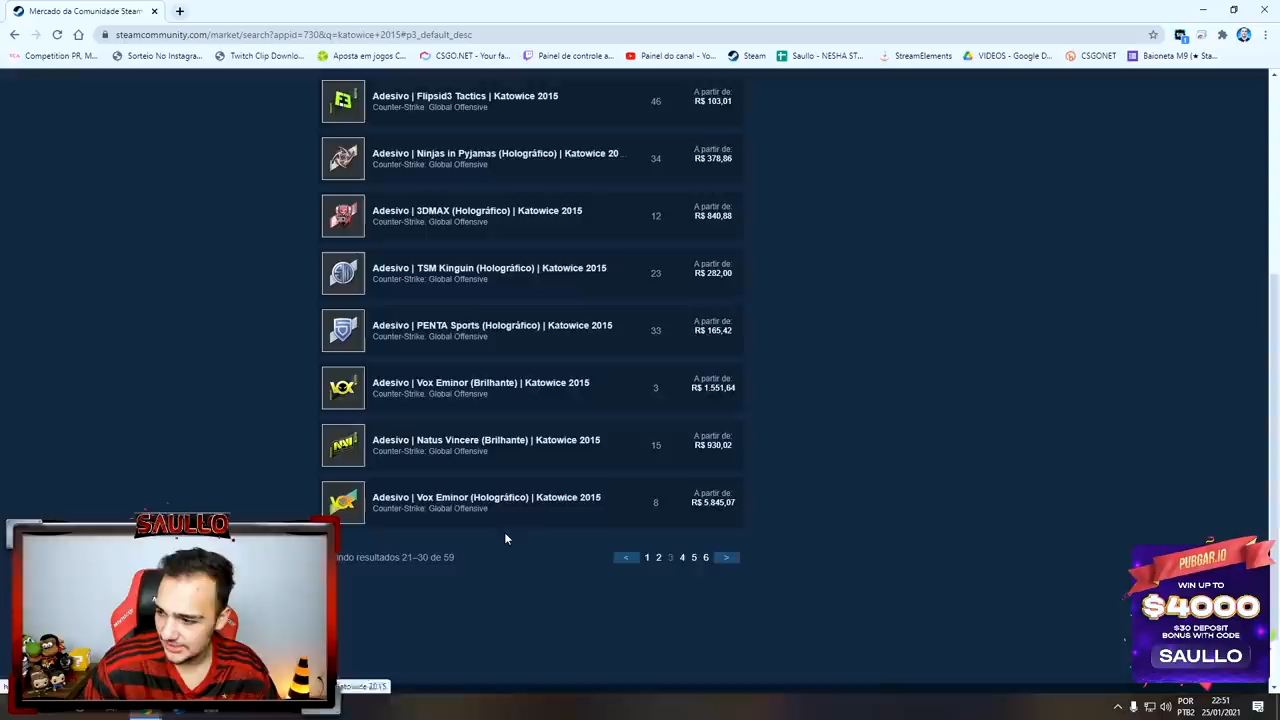 Mercado da Comunidade Steam
steamcommunity.com/market/search?appid=730&q=katowice+2015#p3_default_desc
Competition PR, M...
Sorteio No Instagra...
Twitch Clip Downlo...
Aposta em jogos C...
CSGO.NET - Your fa...
Painel de controle a...
Painel do canal - Yo...
Steam
Saullo - NESHA ST...
StreamElements
VIDEOS - Google D...
CSGONET
Baioneta M9 (★ Sta...
Adesivo | Flipsid3 Tactics | Katowice 2015
Counter-Strike: Global Offensive
46
A partir de:
R$ 103,01
Adesivo | Ninjas in Pyjamas (Holográfico) | Katowice 20...
Counter-Strike: Global Offensive
34
A partir de:
R$ 378,86
Adesivo | 3DMAX (Holográfico) | Katowice 2015
Counter-Strike: Global Offensive
12
A partir de:
R$ 840,88
Adesivo | TSM Kinguin (Holográfico) | Katowice 2015
Counter-Strike: Global Offensive
23
A partir de:
R$ 282,00
Adesivo | PENTA Sports (Holográfico) | Katowice 2015
Counter-Strike: Global Offensive
33
A partir de:
R$ 165,42
Adesivo | Vox Eminor (Brilhante) | Katowice 2015
Counter-Strike: Global Offensive
3
A partir de:
R$ 1.551,64
Adesivo | Natus Vincere (Brilhante) | Katowice 2015
Counter-Strike: Global Offensive
15
A partir de:
R$ 930,02
Adesivo | Vox Eminor (Holográfico) | Katowice 2015
Counter-Strike: Global Offensive
8
A partir de:
R$ 5.845,07
ndo resultados 21–30 de 59
< 1 2 3 4 5 6 >
SAULLO
PUBGAR.IO
WIN UP TO
$4000
$30 DEPOSIT
BONUS WITH CODE
SAULLO
POR
PTB2
22:51
25/01/2021